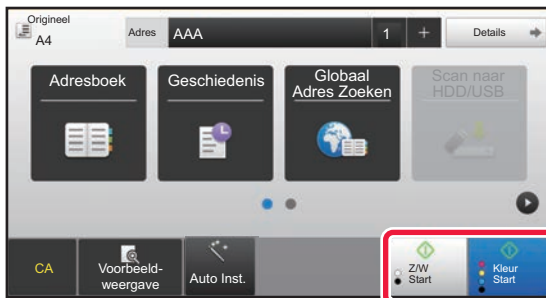 Origineel
A4
Adres
AAA
1
+
Details
Adresboek
Geschiedenis
Globaal
Adres Zoeken
Scan naar
HDD/USB
CA
Voorbeeld-
weergave
Auto Inst.
Z/W
Start
Kleur
Start